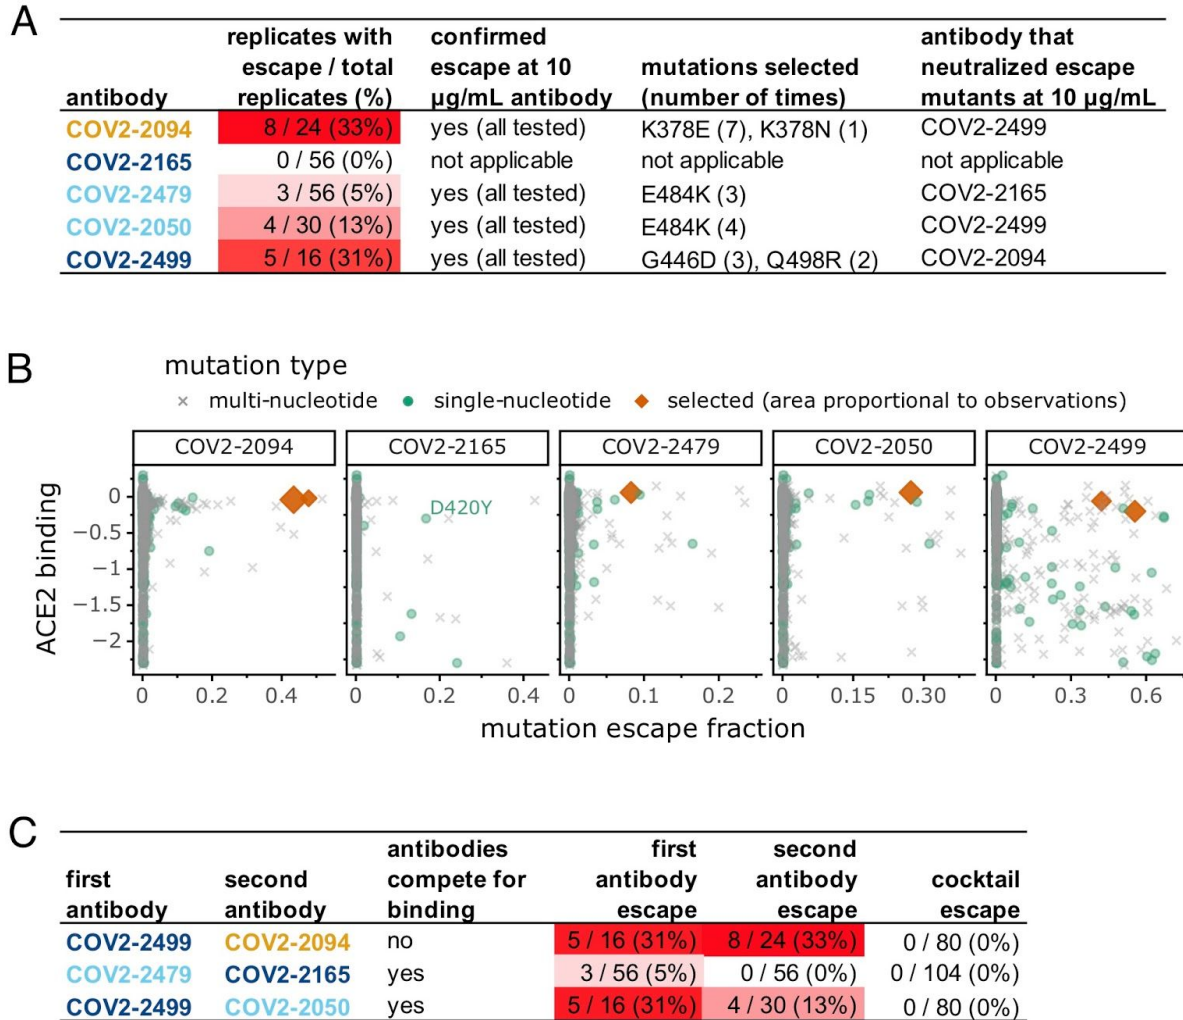 A
antibody replicates with escape / total replicates (%) confirmed escape at 10 µg/mL antibody mutations selected (number of times) antibody that neutralized escape mutants at 10 µg/mL
COV2-2094 8 / 24 (33%) yes (all tested) K378E (7), K378N (1) COV2-2499
COV2-2165 0 / 56 (0%) not applicable not applicable not applicable
COV2-2479 3 / 56 (5%) yes (all tested) E484K (3) COV2-2165
COV2-2050 4 / 30 (13%) yes (all tested) E484K (4) COV2-2499
COV2-2499 5 / 16 (31%) yes (all tested) G446D (3), Q498R (2) COV2-2094
B
mutation type
multi-nucleotide single-nucleotide selected (area proportional to observations)
COV2-2094 COV2-2165 COV2-2479 COV2-2050 COV2-2499
ACE2 binding
0
−0.5
−1
−1.5
−2
D420Y
0 0.2 0.4 0 0.2 0.4 0 0.1 0.2 0 0.15 0.30 0 0.3 0.6
mutation escape fraction
C
first antibody second antibody antibodies compete for binding first antibody escape second antibody escape cocktail escape
COV2-2499 COV2-2094 no 5 / 16 (31%) 8 / 24 (33%) 0 / 80 (0%)
COV2-2479 COV2-2165 yes 3 / 56 (5%) 0 / 56 (0%) 0 / 104 (0%)
COV2-2499 COV2-2050 yes 5 / 16 (31%) 4 / 30 (13%) 0 / 80 (0%)